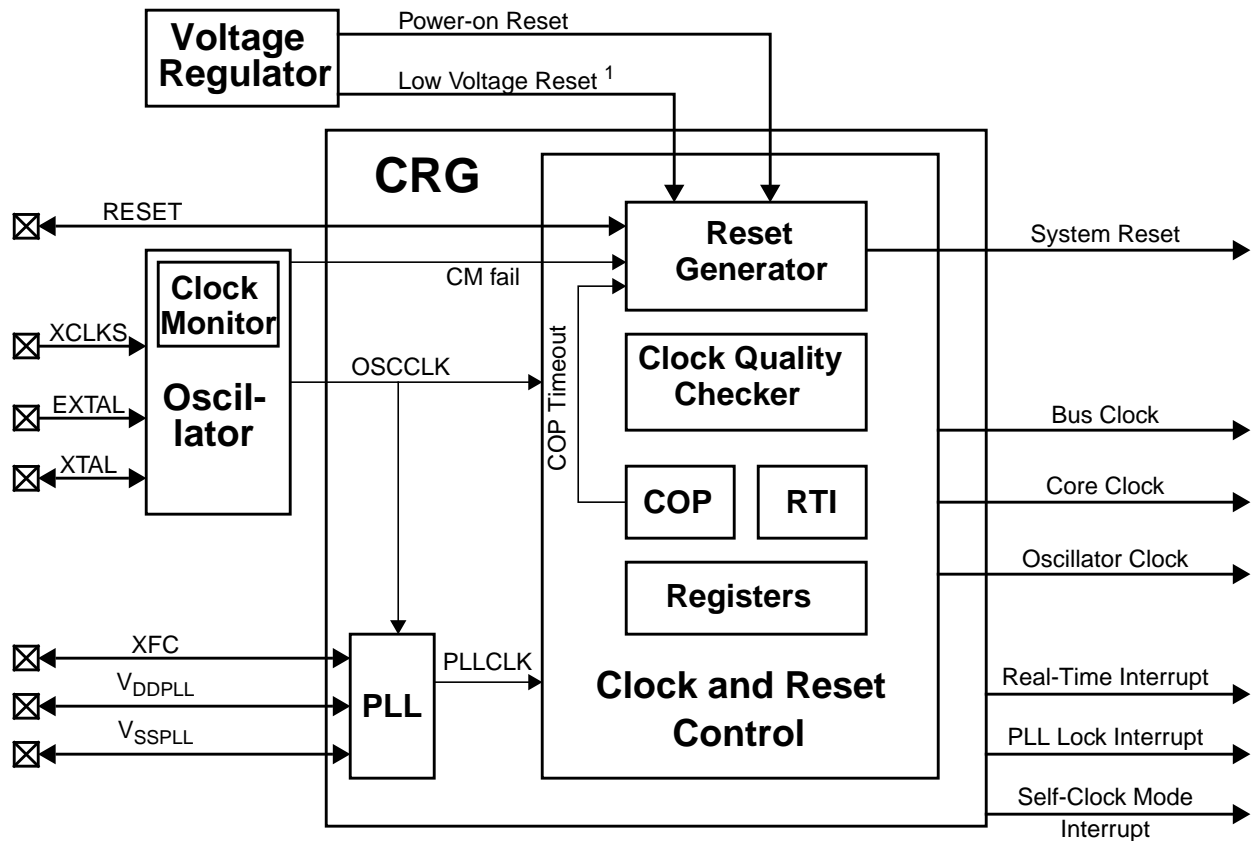 Voltage
Regulator
Power-on Reset
Low Voltage Reset 1
CRG
RESET
Reset
Generator
System Reset
CM fail
Clock
Monitor
XCLKS
OSCCLK
COP Timeout
Clock Quality
Checker
Oscil-
lator
EXTAL
XTAL
Bus Clock
COP
RTI
Core Clock
Oscillator Clock
Registers
XFC
VDDPLL
VSSPLL
PLL
PLLCLK
Clock and Reset
Control
Real-Time Interrupt
PLL Lock Interrupt
Self-Clock Mode
Interrupt